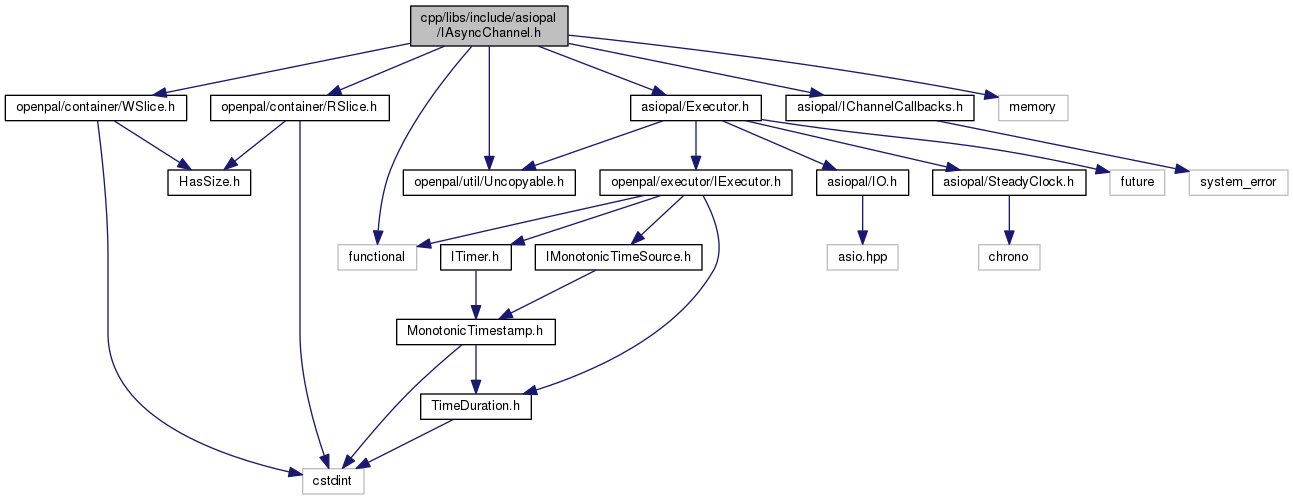 cpp/libs/include/asiopal
/IAsyncChannel.h
openpal/container/WSlice.h
openpal/container/RSlice.h
asiopal/Executor.h
asiopal/IChannelCallbacks.h
memory
HasSize.h
openpal/util/Uncopyable.h
openpal/executor/IExecutor.h
asiopal/IO.h
asiopal/SteadyClock.h
future
system_error
functional
ITimer.h
IMonotonicTimeSource.h
asio.hpp
chrono
MonotonicTimestamp.h
TimeDuration.h
cstdint